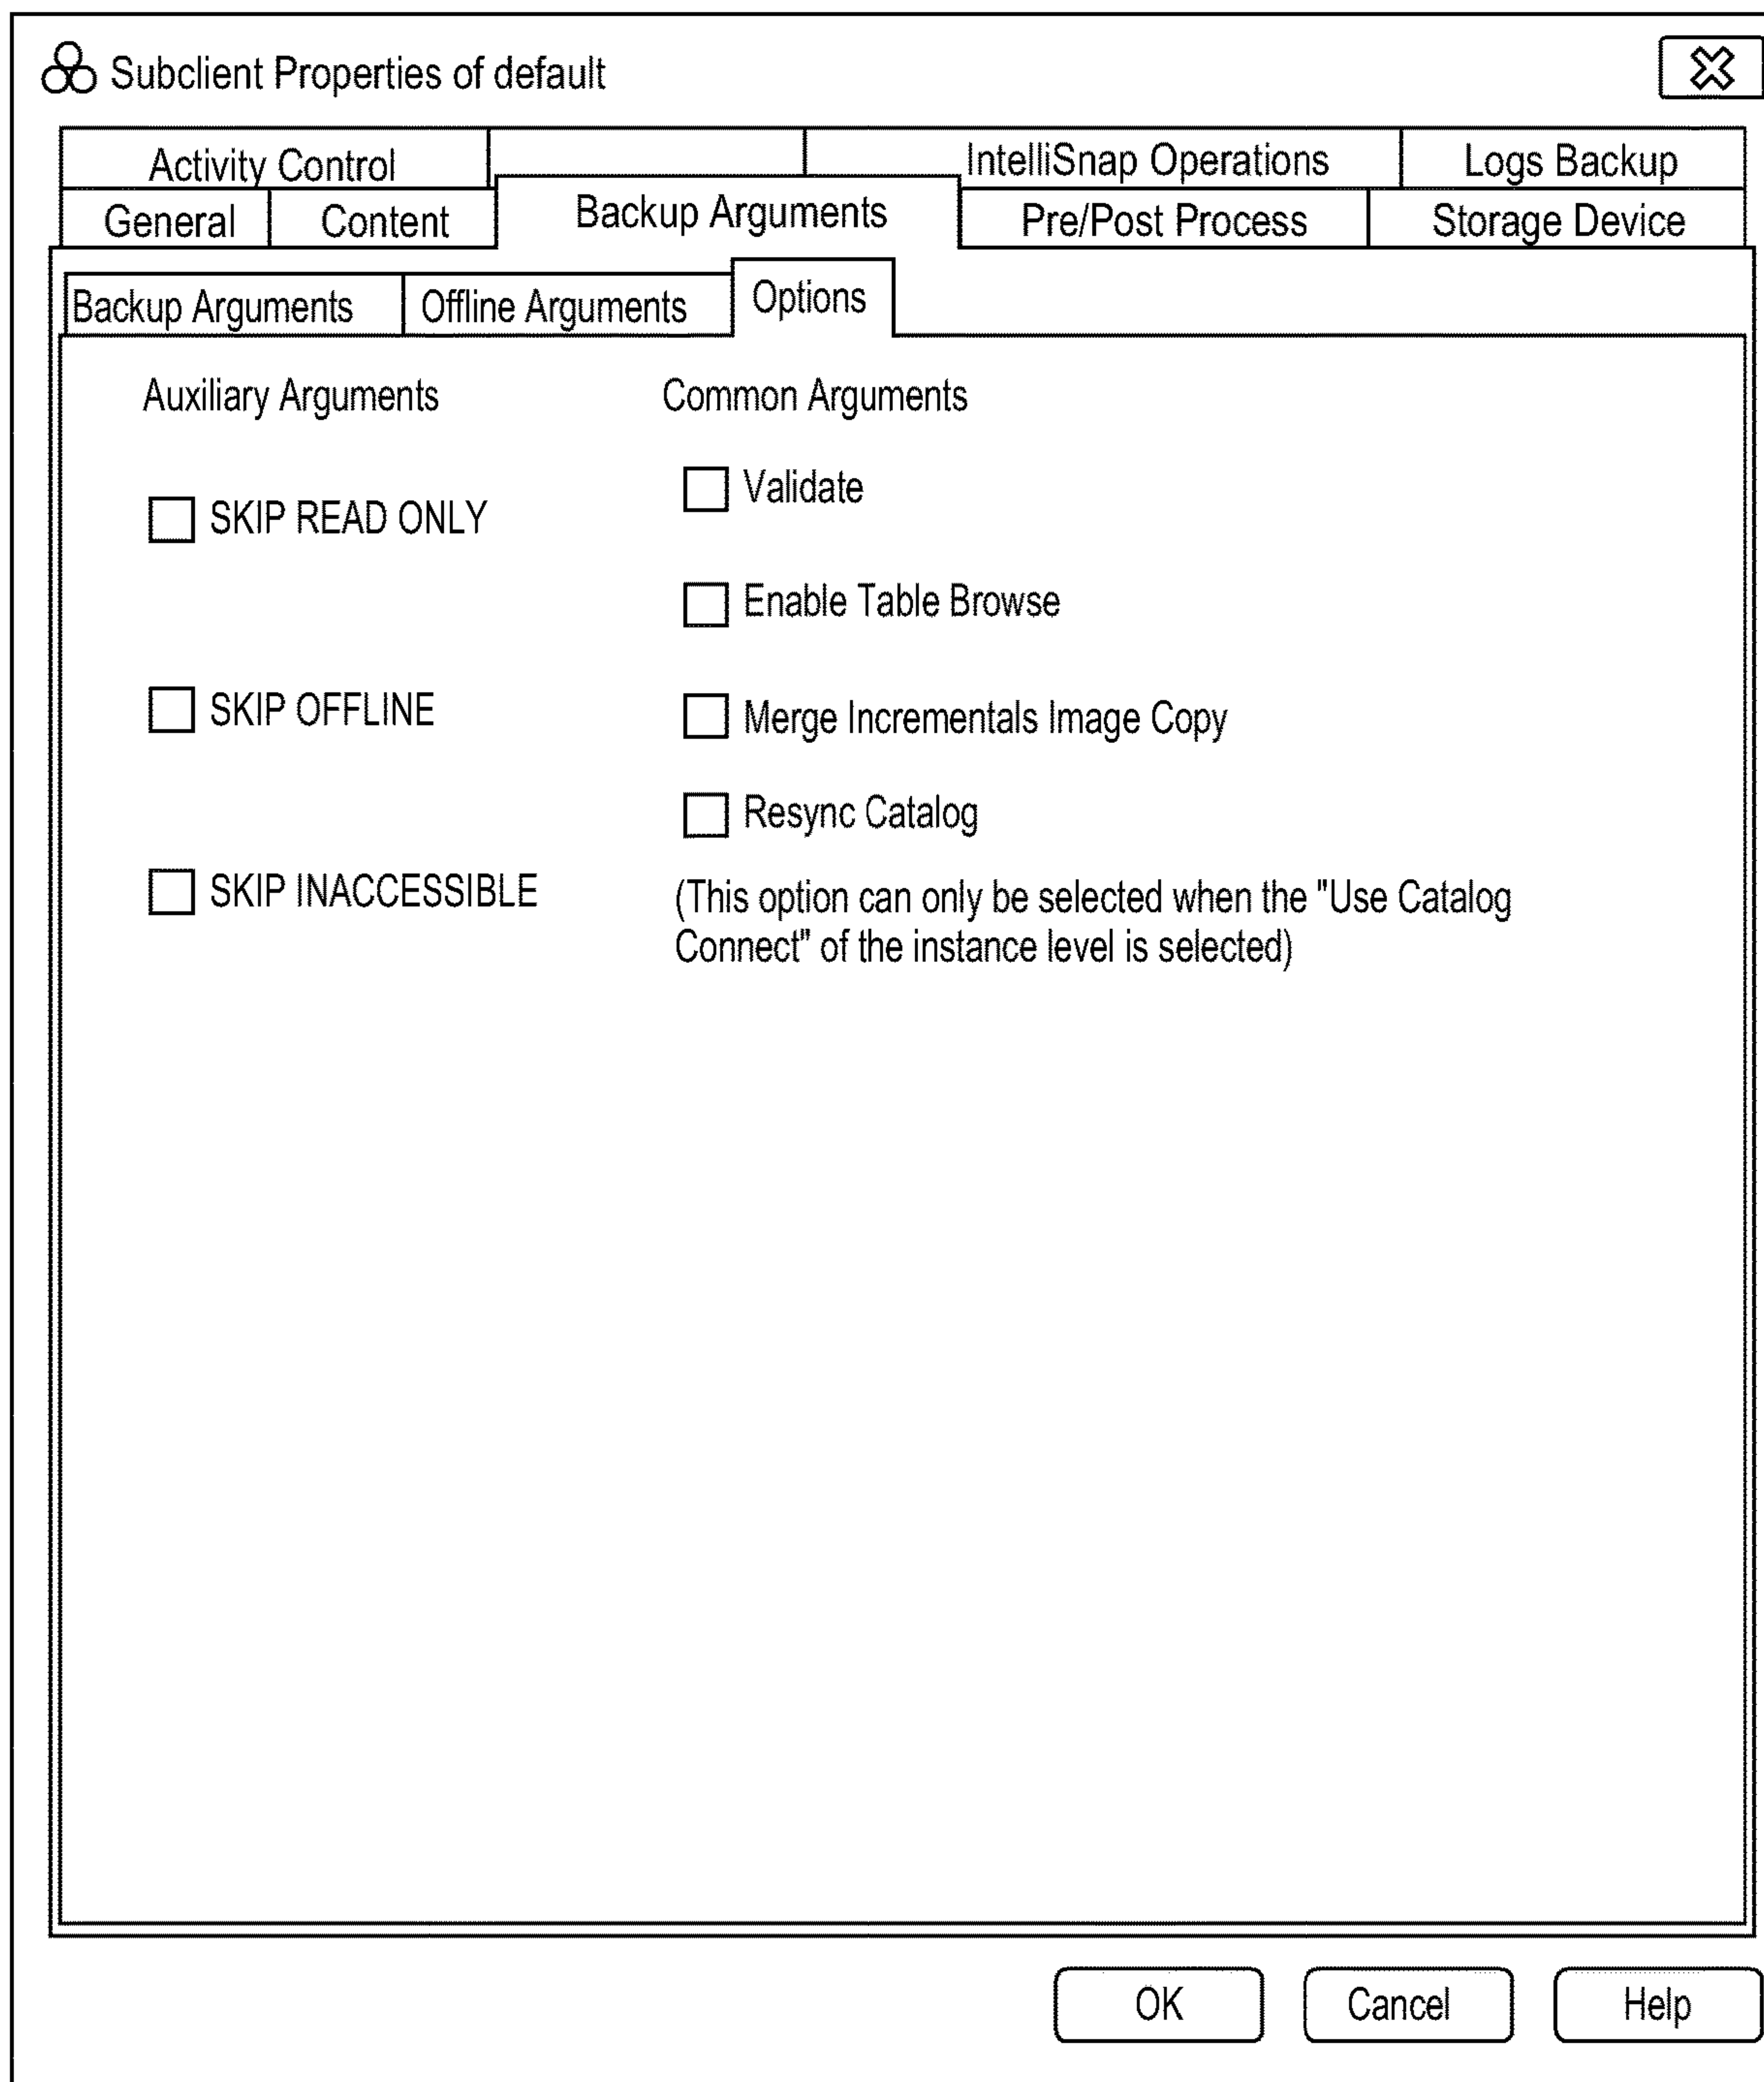 Subclient Properties of default
Activity Control
IntelliSnap Operations
Logs Backup
General
Content
Backup Arguments
Pre/Post Process
Storage Device
Backup Arguments
Offline Arguments
Options
Auxiliary Arguments
SKIP READ ONLY
SKIP OFFLINE
SKIP INACCESSIBLE
Common Arguments
Validate
Enable Table Browse
Merge Incrementals Image Copy
Resync Catalog
(This option can only be selected when the "Use Catalog
Connect" of the instance level is selected)
OK
Cancel
Help